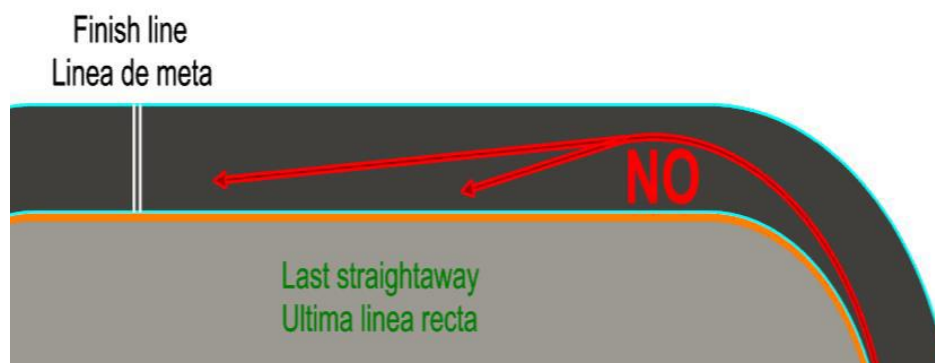 Finish line
Linea de meta
NO
Last straightaway
Ultima linea recta